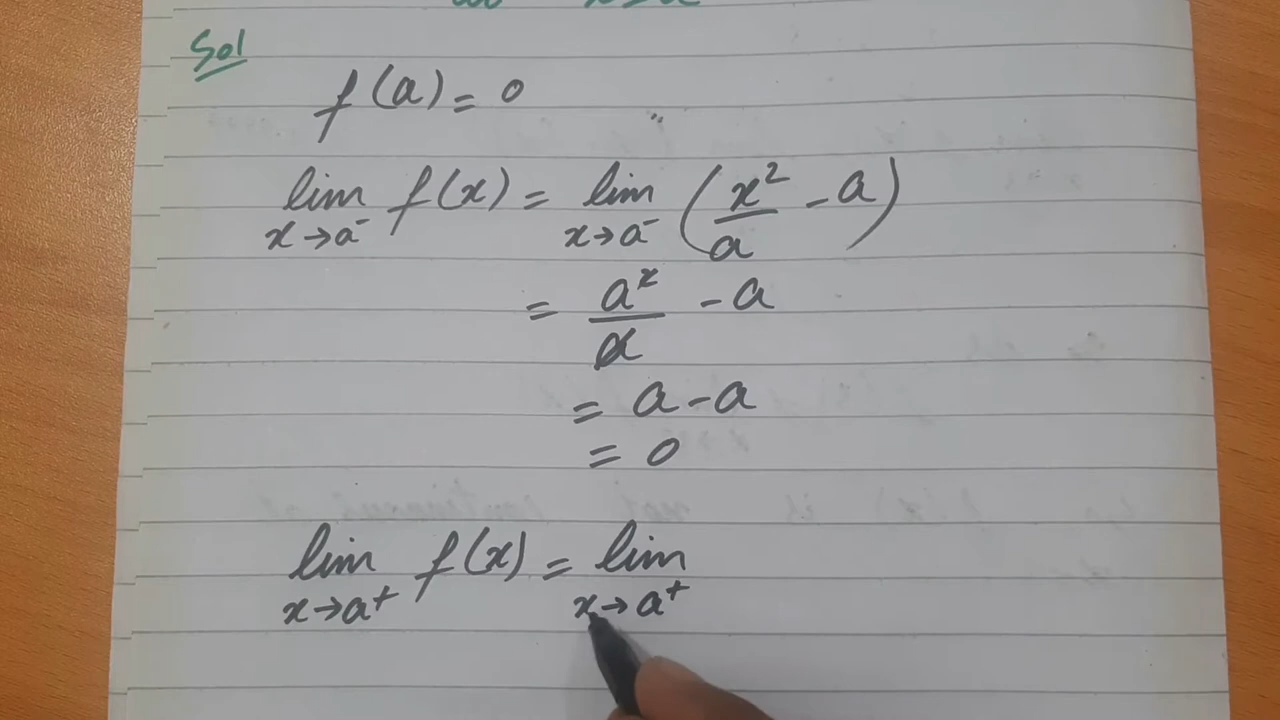 Sol
f(a) = 0
lim x→a⁻ f(x) = lim x→a⁻ (x²/a - a)
= a²/a - a
= a - a
= 0
lim x→a⁺ f(x) = lim x→a⁺